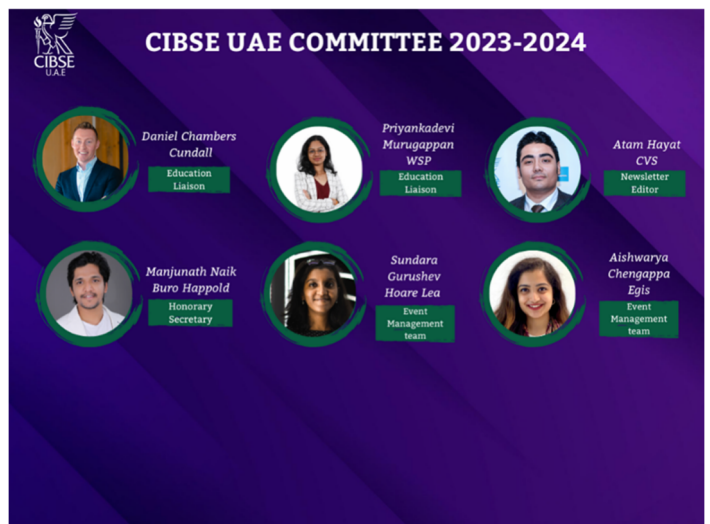 CIBSE
U.A.E
CIBSE UAE COMMITTEE 2023-2024
Daniel Chambers
Cundall
Education
Liaison
Priyankadevi
Murugappan
WSP
Education
Liaison
Atam Hayat
CVS
Newsletter
Editor
Manjunath Naik
Buro Happold
Honorary
Secretary
Sundara
Gurushev
Hoare Lea
Event
Management
team
Aishwarya
Chengappa
Egis
Event
Management
team